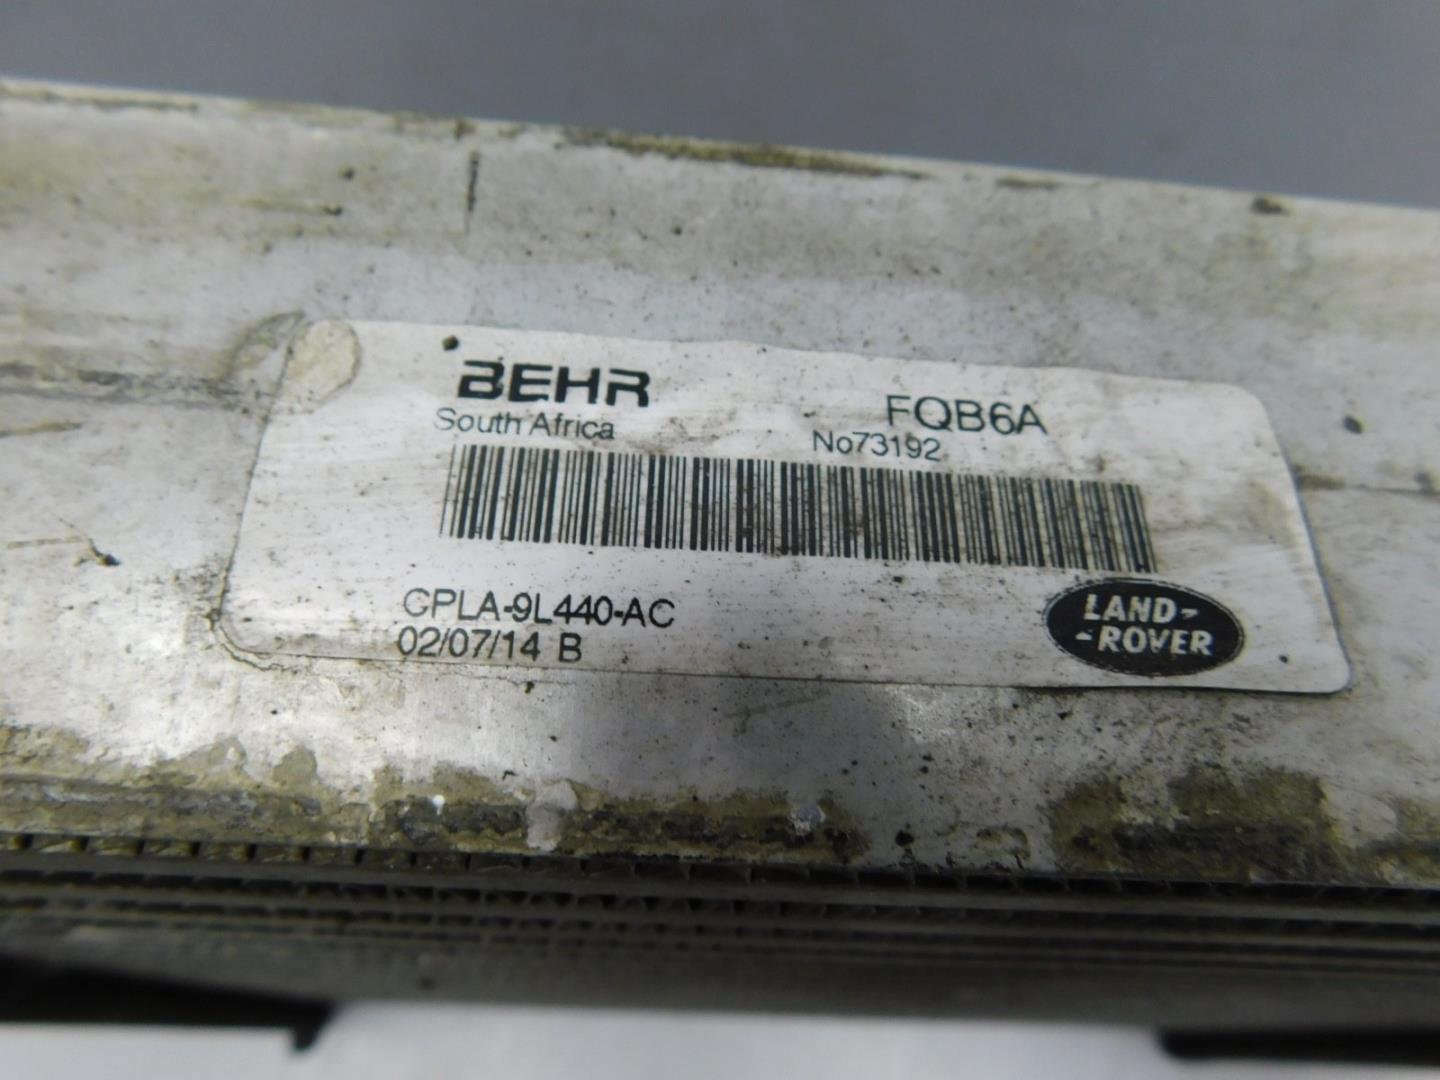 BEHR
South Africa
FQB6A
No73192
CPLA-9L440-AC
02/07/14 B
LAND-
-ROVER